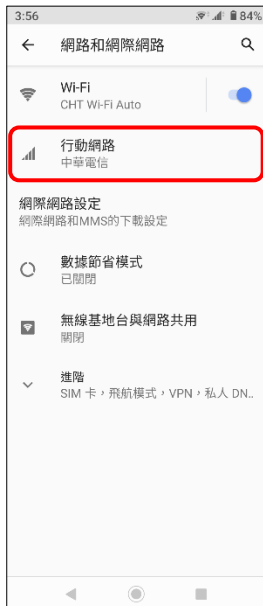 3:56
84%
網路和網際網路
Wi-Fi
CHT Wi-Fi Auto
行動網路
中華電信
網際網路設定
網際網路和MMS的下載設定
數據節省模式
已關閉
無線基地台與網路共用
關閉
進階
SIM 卡，飛航模式，VPN，私人 DN..